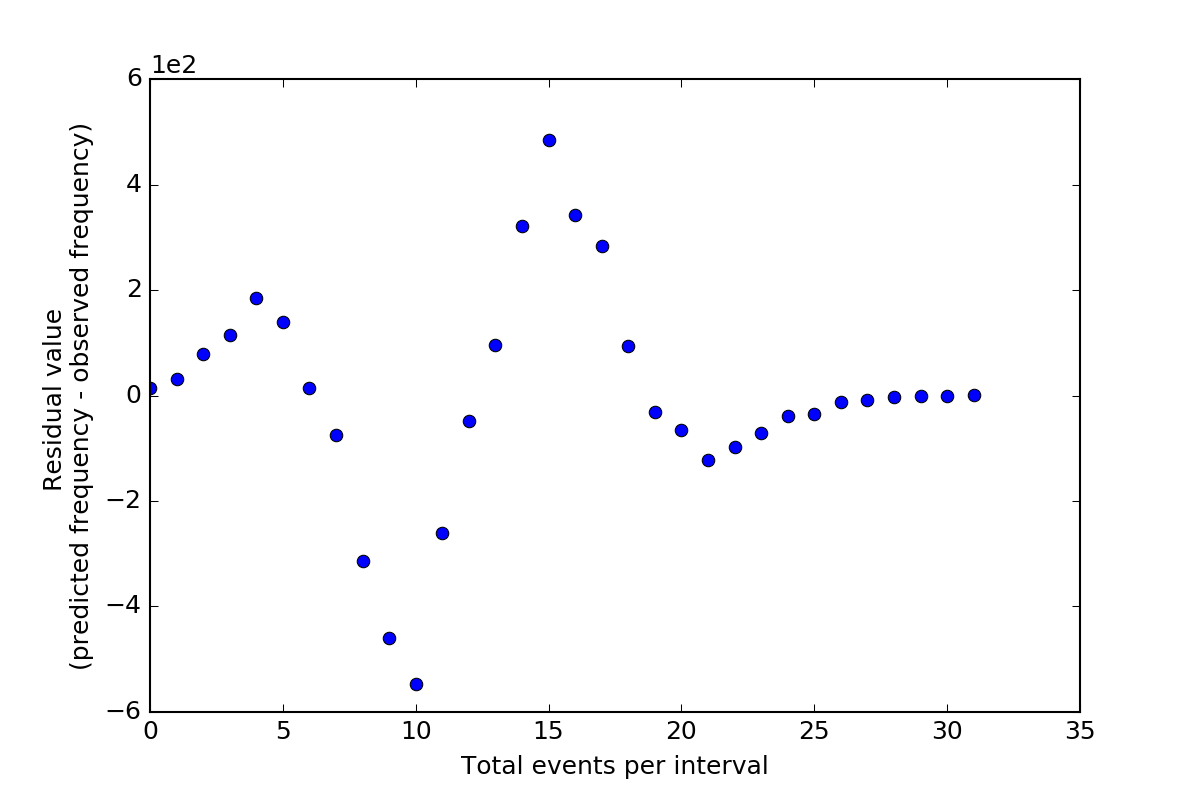 1e2
6
4
2
0
−2
−4
−6
Residual value
(predicted frequency - observed frequency)
0 5 10 15 20 25 30 35
Total events per interval